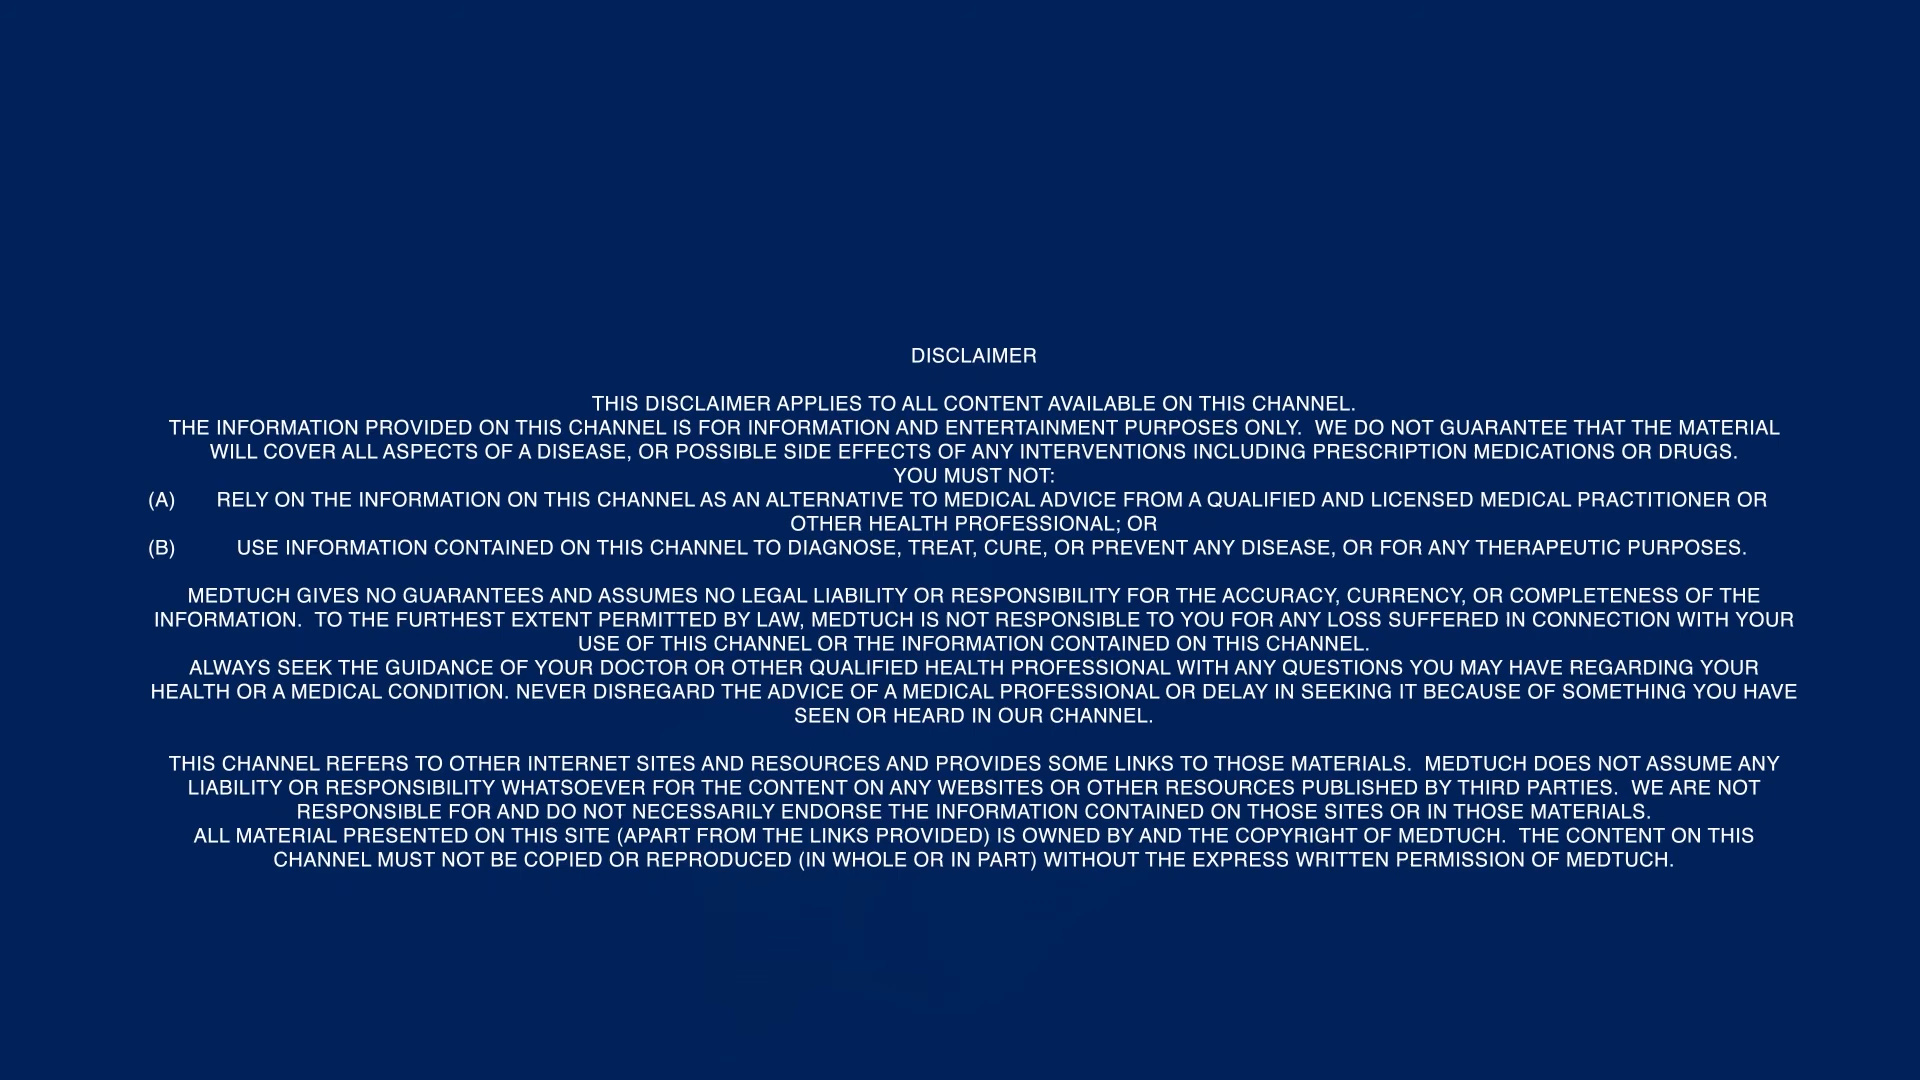 DISCLAIMER
THIS DISCLAIMER APPLIES TO ALL CONTENT AVAILABLE ON THIS CHANNEL.
THE INFORMATION PROVIDED ON THIS CHANNEL IS FOR INFORMATION AND ENTERTAINMENT PURPOSES ONLY.  WE DO NOT GUARANTEE THAT THE MATERIAL
WILL COVER ALL ASPECTS OF A DISEASE, OR POSSIBLE SIDE EFFECTS OF ANY INTERVENTIONS INCLUDING PRESCRIPTION MEDICATIONS OR DRUGS.
YOU MUST NOT:
(A) RELY ON THE INFORMATION ON THIS CHANNEL AS AN ALTERNATIVE TO MEDICAL ADVICE FROM A QUALIFIED AND LICENSED MEDICAL PRACTITIONER OR
OTHER HEALTH PROFESSIONAL; OR
(B) USE INFORMATION CONTAINED ON THIS CHANNEL TO DIAGNOSE, TREAT, CURE, OR PREVENT ANY DISEASE, OR FOR ANY THERAPEUTIC PURPOSES.
MEDTUCH GIVES NO GUARANTEES AND ASSUMES NO LEGAL LIABILITY OR RESPONSIBILITY FOR THE ACCURACY, CURRENCY, OR COMPLETENESS OF THE
INFORMATION.  TO THE FURTHEST EXTENT PERMITTED BY LAW, MEDTUCH IS NOT RESPONSIBLE TO YOU FOR ANY LOSS SUFFERED IN CONNECTION WITH YOUR
USE OF THIS CHANNEL OR THE INFORMATION CONTAINED ON THIS CHANNEL.
ALWAYS SEEK THE GUIDANCE OF YOUR DOCTOR OR OTHER QUALIFIED HEALTH PROFESSIONAL WITH ANY QUESTIONS YOU MAY HAVE REGARDING YOUR
HEALTH OR A MEDICAL CONDITION. NEVER DISREGARD THE ADVICE OF A MEDICAL PROFESSIONAL OR DELAY IN SEEKING IT BECAUSE OF SOMETHING YOU HAVE
SEEN OR HEARD IN OUR CHANNEL.
THIS CHANNEL REFERS TO OTHER INTERNET SITES AND RESOURCES AND PROVIDES SOME LINKS TO THOSE MATERIALS.  MEDTUCH DOES NOT ASSUME ANY
LIABILITY OR RESPONSIBILITY WHATSOEVER FOR THE CONTENT ON ANY WEBSITES OR OTHER RESOURCES PUBLISHED BY THIRD PARTIES.  WE ARE NOT
RESPONSIBLE FOR AND DO NOT NECESSARILY ENDORSE THE INFORMATION CONTAINED ON THOSE SITES OR IN THOSE MATERIALS.
ALL MATERIAL PRESENTED ON THIS SITE (APART FROM THE LINKS PROVIDED) IS OWNED BY AND THE COPYRIGHT OF MEDTUCH.  THE CONTENT ON THIS
CHANNEL MUST NOT BE COPIED OR REPRODUCED (IN WHOLE OR IN PART) WITHOUT THE EXPRESS WRITTEN PERMISSION OF MEDTUCH.